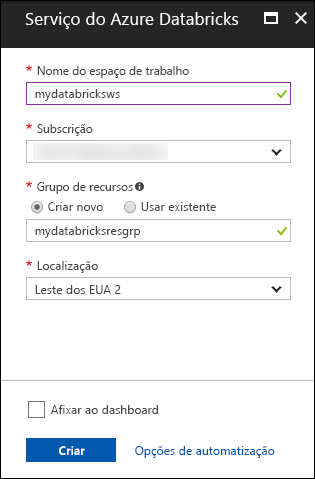 Serviço do Azure Databricks
* Nome do espaço de trabalho
mydatabricksws
* Subscrição
* Grupo de recursos
Criar novo Usar existente
mydatabricksresgrp
* Localização
Leste dos EUA 2
Afixar ao dashboard
Criar Opções de automatização